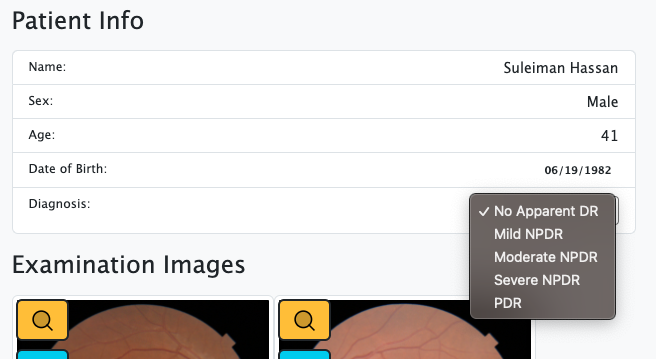 Patient Info
Name: Suleiman Hassan
Sex: Male
Age: 41
Date of Birth: 06/19/1982
Diagnosis:
✓ No Apparent DR
Mild NPDR
Moderate NPDR
Severe NPDR
PDR
Examination Images